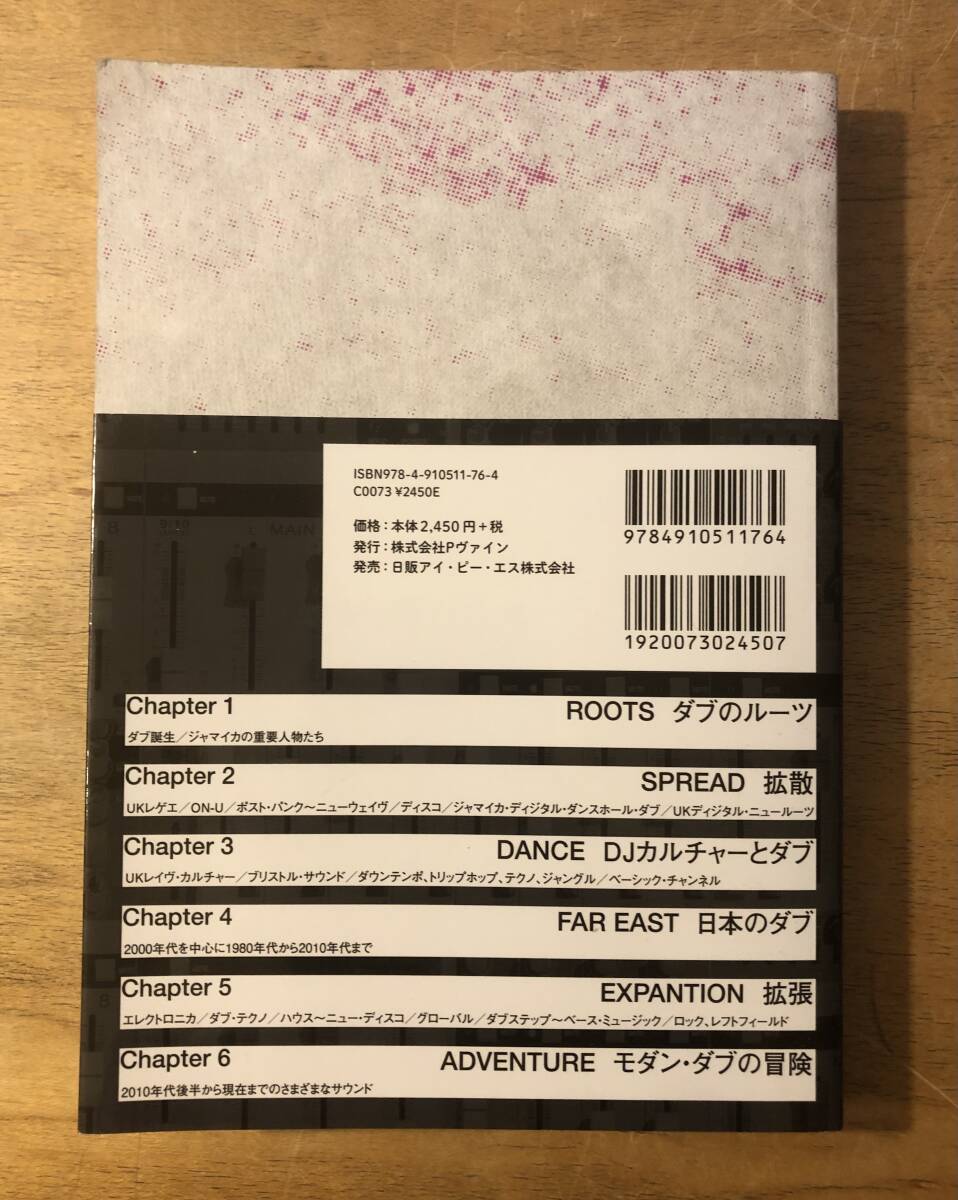 ISBN978-4-910511-76-4
C0073 ¥2450E
価格：本体2,450円+税
発行：株式会社Pヴァイン
発売：日販アイ・ピー・エス株式会社
9784910511764
1920073024507
8
9/10
MAIN
Chapter 1 ROOTS ダブのルーツ
ダブ誕生／ジャマイカの重要人物たち
Chapter 2 SPREAD 拡散
UKレゲエ／ON-U／ポスト・パンク〜ニューウェイヴ／ディスコ／ジャマイカ・ディジタル・ダンスホール・ダブ／UKディジタル・ニュールーツ
Chapter 3 DANCE DJカルチャーとダブ
UKレイヴ・カルチャー／ブリストル・サウンド／ダウンテンポ、トリップホップ、テクノ、ジャングル／ベーシック・チャンネル
Chapter 4 FAR EAST 日本のダブ
2000年代を中心に1980年代から2010年代まで
Chapter 5 EXPANTION 拡張
エレクトロニカ／ダブ・テクノ／ハウス〜ニュー・ディスコ／グローバル／ダブステップ〜ベース・ミュージック／ロック、レフトフィールド
Chapter 6 ADVENTURE モダン・ダブの冒険
2010年代後半から現在までのさまざまなサウンド